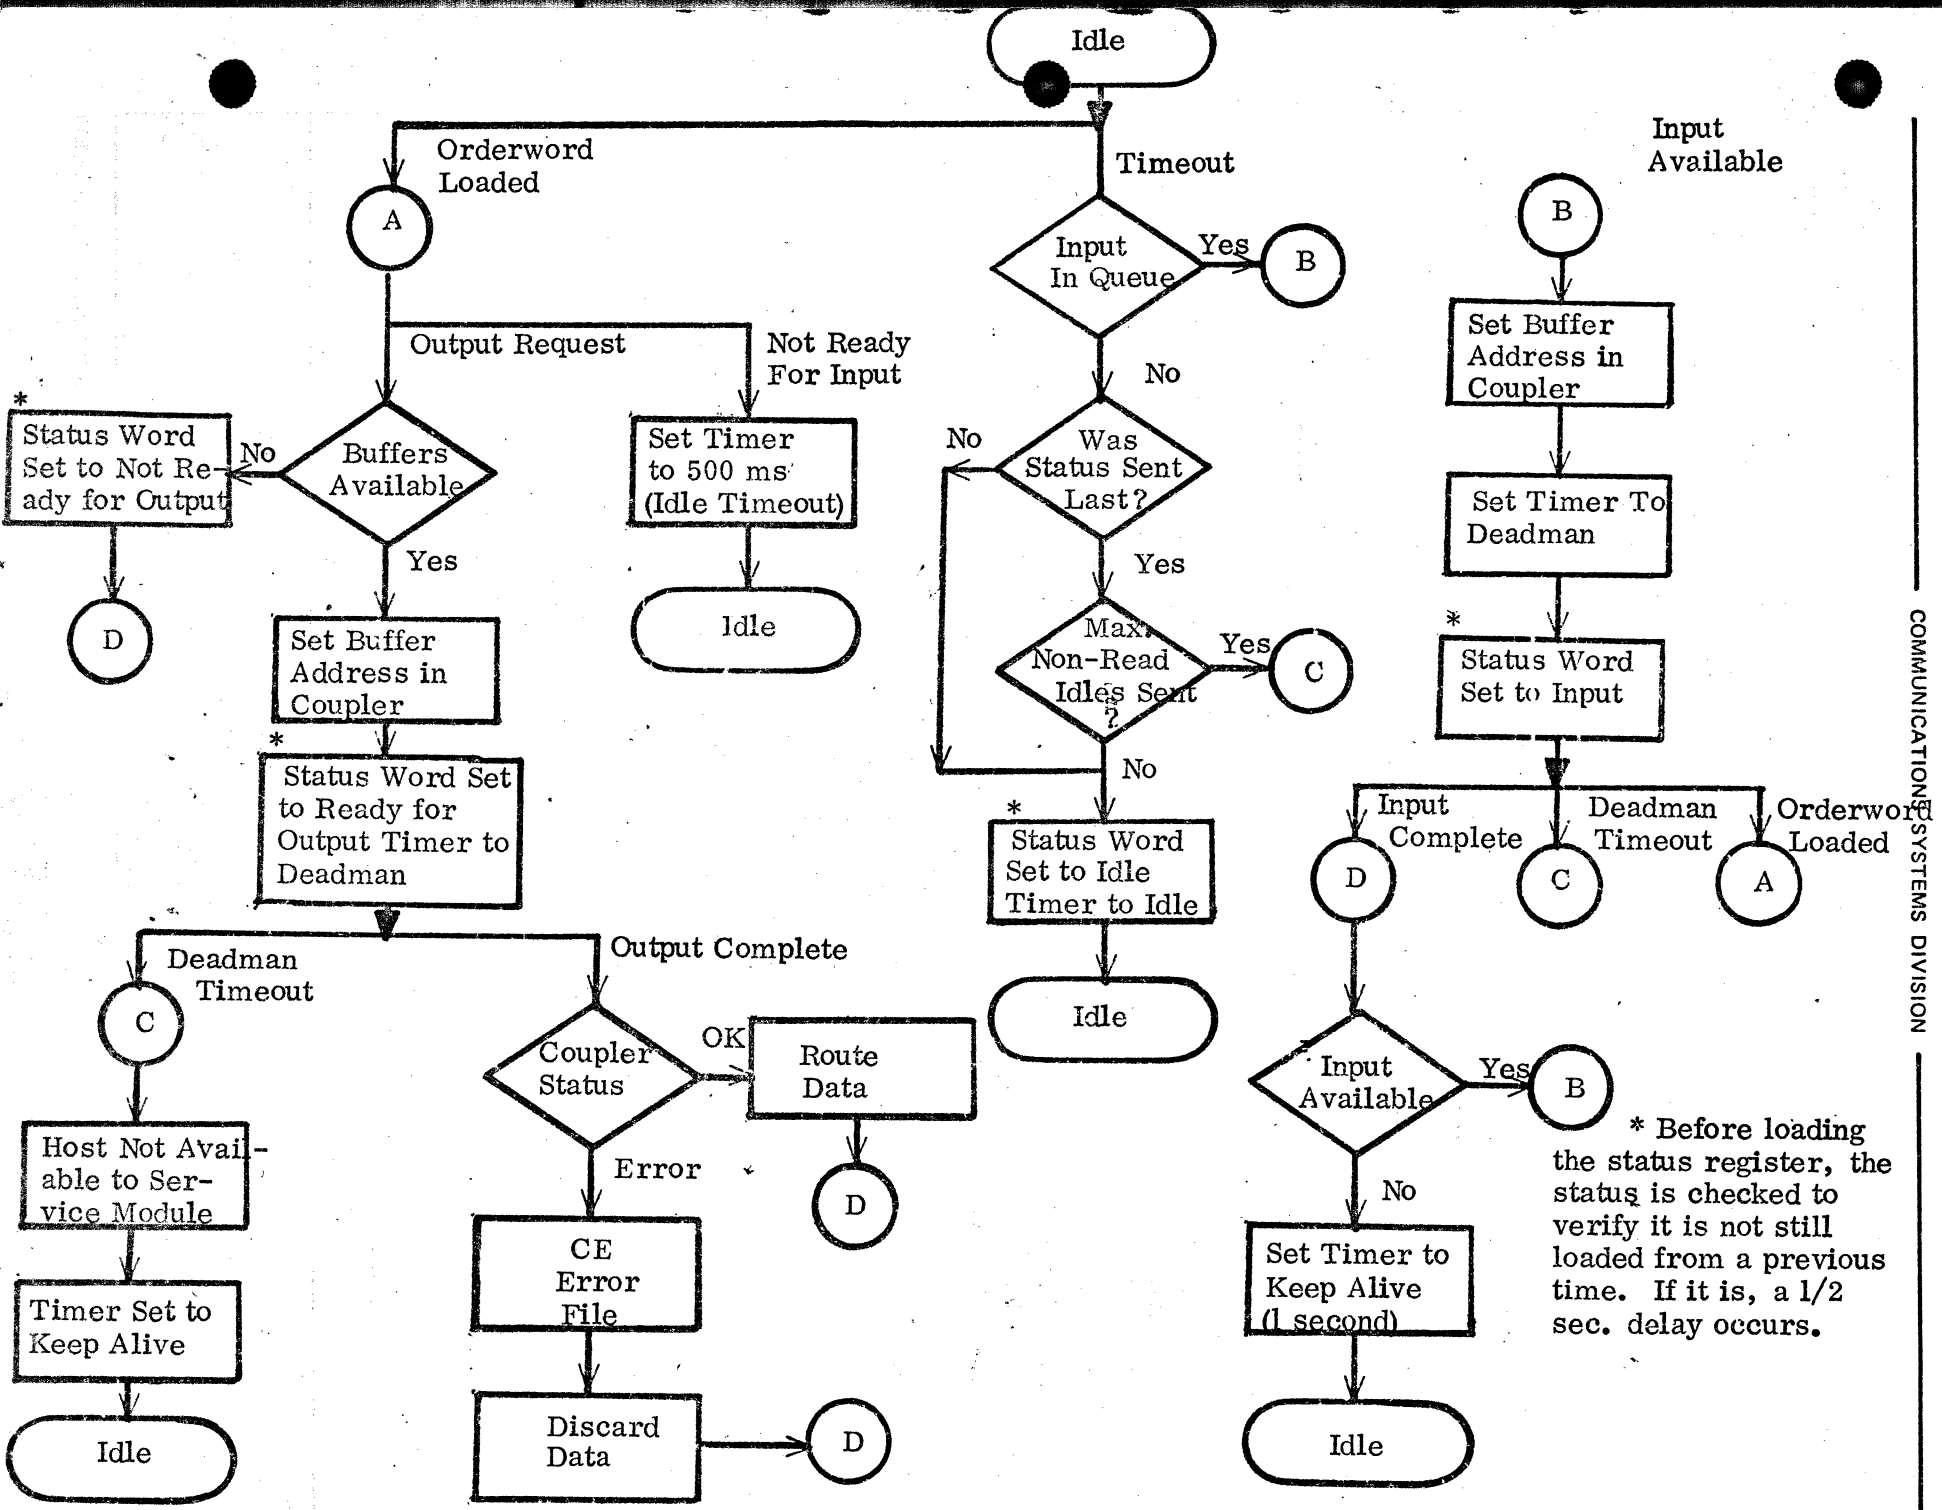 Idle
Orderword
Loaded
A
Timeout
Input
In Queue
Yes
B
No
Was
Status Sent
Last?
No
Yes
Max.
Non-Read
Idles Sent
?
Yes
C
No
*
Status Word
Set to Idle
Timer to Idle
Idle
Output Request
Not Ready
For Input
Set Timer
to 500 ms
(Idle Timeout)
Idle
Buffers
Available
No
*
Status Word
Set to Not Re-
ady for Output
D
Yes
Set Buffer
Address in
Coupler
*
Status Word Set
to Ready for
Output Timer to
Deadman
Deadman
Timeout
C
Host Not Avail-
able to Ser-
vice Module
Timer Set to
Keep Alive
Idle
Output Complete
Coupler
Status
OK
Route
Data
D
Error
CE
Error
File
Discard
Data
D
Input
Available
B
Set Buffer
Address in
Coupler
Set Timer To
Deadman
*
Status Word
Set to Input
Input
Complete
D
Deadman
Timeout
C
Orderword
Loaded
A
Input
Available
Yes
B
No
Set Timer to
Keep Alive
(1 second)
Idle
* Before loading
the status register, the
status is checked to
verify it is not still
loaded from a previous
time. If it is, a 1/2
sec. delay occurs.
COMMUNICATIONS SYSTEMS DIVISION